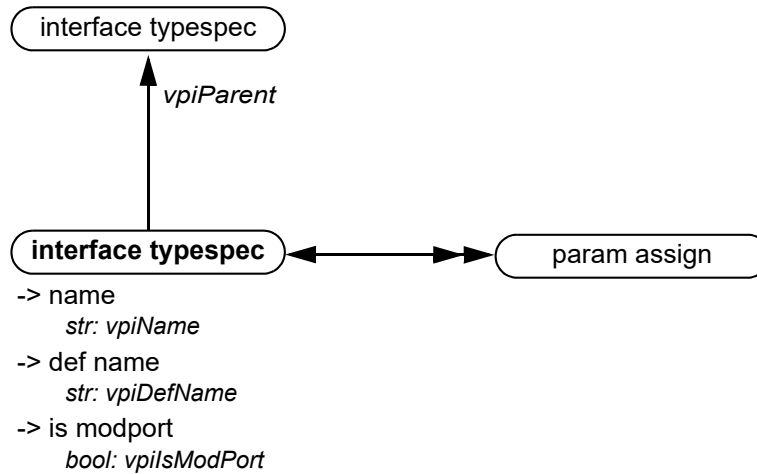 interface typespec
vpiParent
interface typespec
param assign
-> name
str: vpiName
-> def name
str: vpiDefName
-> is modport
bool: vpiIsModPort